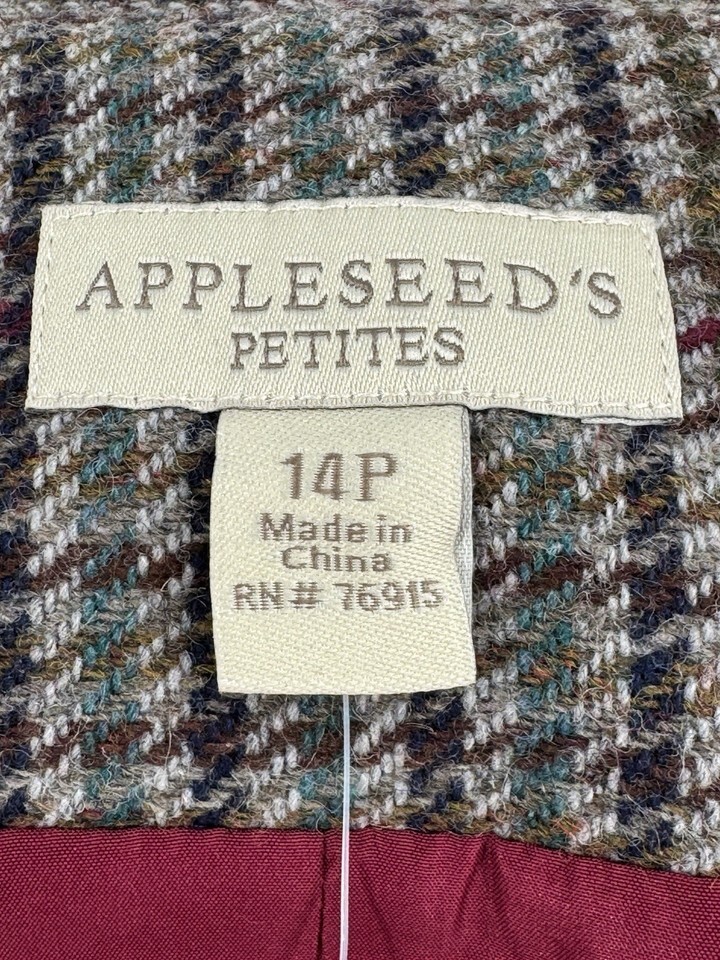 APPLESEED'S
PETITES
14P
Made in
China
RN# 76915